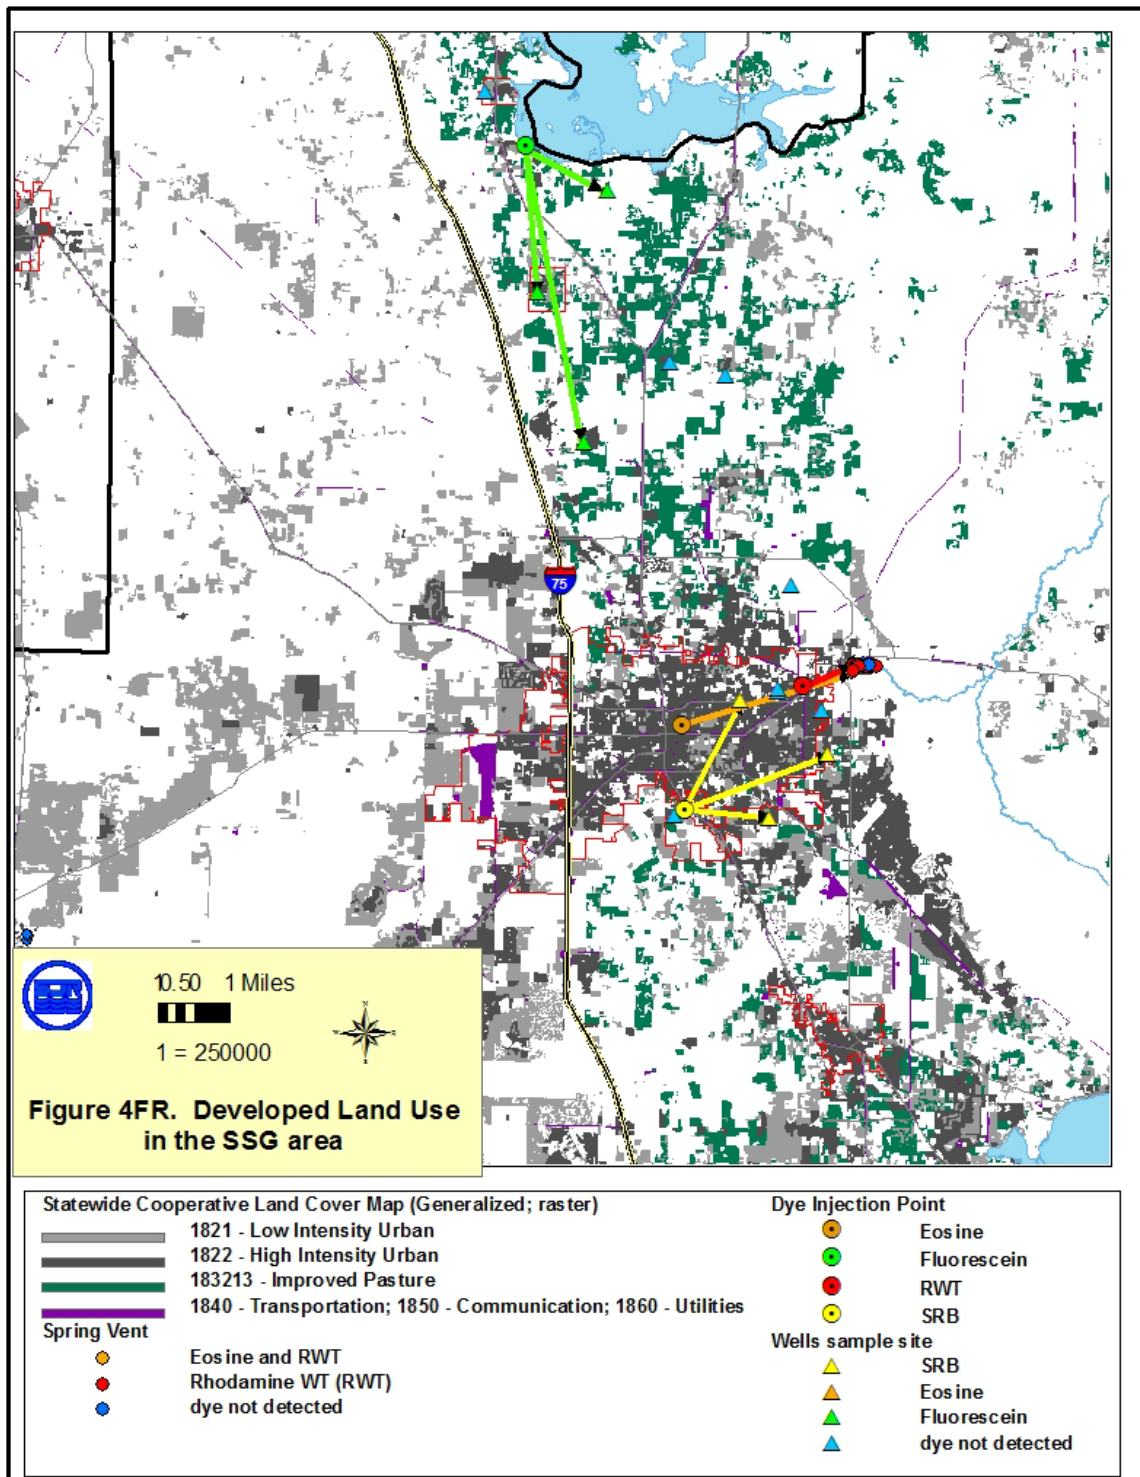 75
10.50 1 Miles
1 = 250000
Figure 4FR. Developed Land Use
in the SSG area
Statewide Cooperative Land Cover Map (Generalized; raster)
1821 - Low Intensity Urban
1822 - High Intensity Urban
183213 - Improved Pasture
1840 - Transportation; 1850 - Communication; 1860 - Utilities
Spring Vent
Eosine and RWT
Rhodamine WT (RWT)
dye not detected
Dye Injection Point
Eosine
Fluorescein
RWT
SRB
Wells sample site
SRB
Eosine
Fluorescein
dye not detected